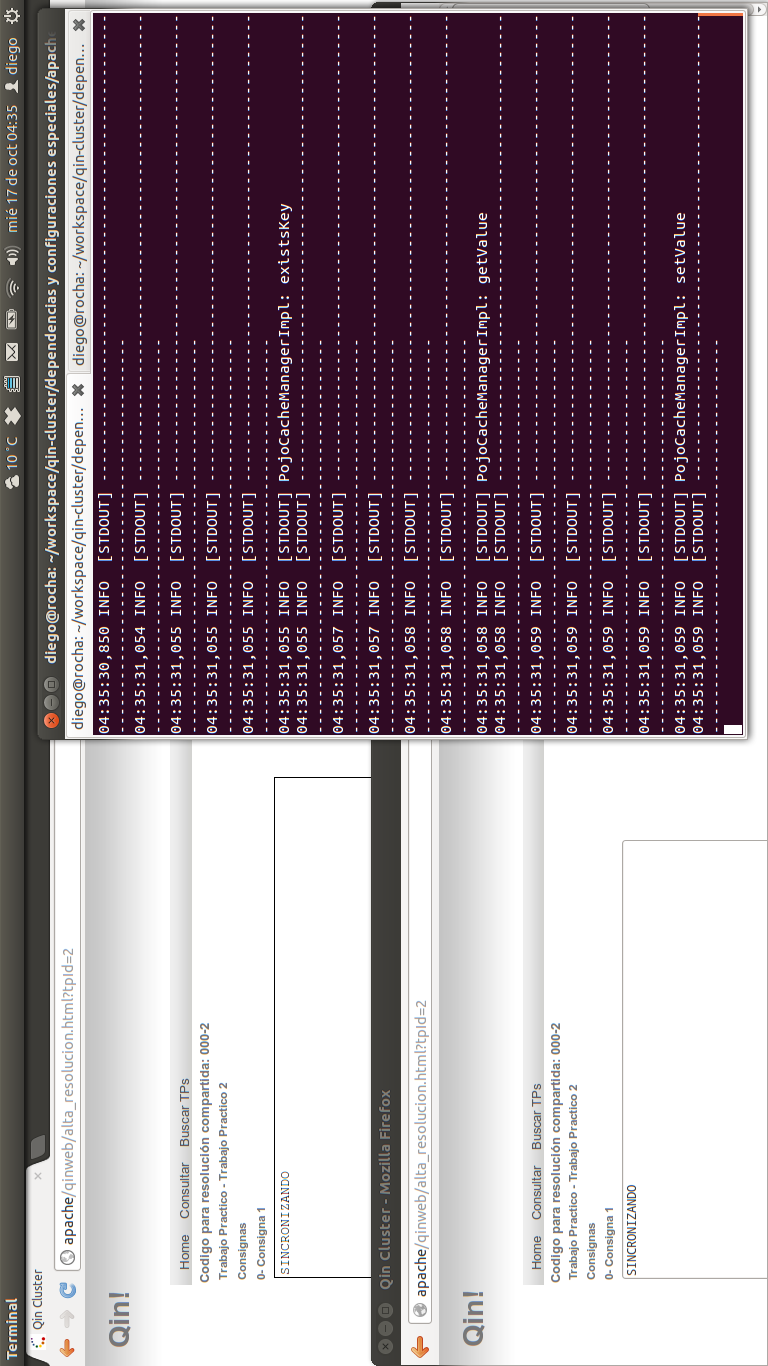 Terminal 10°C mié 17 de oct 04:35 diego
Qin Cluster
apache/qinweb/alta_resolucion.html?tpId=2
Qin!
Home Consultar Buscar TPs
Codigo para resolución compartida: 000-2
Trabajo Practico - Trabajo Practico 2
Consignas
0- Consigna 1
SINCRONIZANDO
Qin Cluster - Mozilla Firefox
apache/qinweb/alta_resolucion.html?tpId=2
Qin!
Home Consultar Buscar TPs
Codigo para resolución compartida: 000-2
Trabajo Practico - Trabajo Practico 2
Consignas
0- Consigna 1
SINCRONIZANDO
diego@rocha: ~/workspace/qin-cluster/dependencias y configuraciones especiales/apach
diego@rocha: ~/workspace/qin-cluster/depen...
diego@rocha: ~/workspace/qin-cluster/depen...
04:35:30,850 INFO [STDOUT] --------------------
04:35:31,054 INFO [STDOUT] --------------------
04:35:31,055 INFO [STDOUT] --------------------
04:35:31,055 INFO [STDOUT] --------------------
04:35:31,055 INFO [STDOUT] --------------------
04:35:31,055 INFO [STDOUT] PojoCacheManagerImpl: existsKey
04:35:31,055 INFO [STDOUT] --------------------
04:35:31,057 INFO [STDOUT] --------------------
04:35:31,057 INFO [STDOUT] --------------------
04:35:31,058 INFO [STDOUT] --------------------
04:35:31,058 INFO [STDOUT] --------------------
04:35:31,058 INFO [STDOUT] PojoCacheManagerImpl: getValue
04:35:31,058 INFO [STDOUT] --------------------
04:35:31,059 INFO [STDOUT] --------------------
04:35:31,059 INFO [STDOUT] --------------------
04:35:31,059 INFO [STDOUT] --------------------
04:35:31,059 INFO [STDOUT] --------------------
04:35:31,059 INFO [STDOUT] PojoCacheManagerImpl: setValue
04:35:31,059 INFO [STDOUT] --------------------